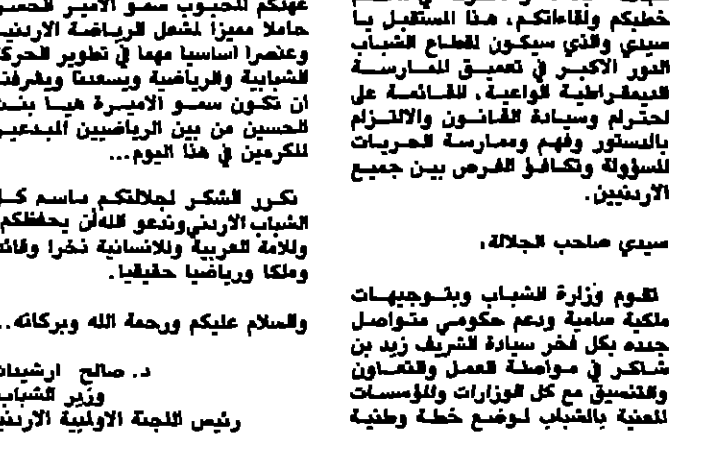 خطبكم ولقاءاتكم، هذا المستقبل يا
سيدي والذي سيكون لقطاع الشباب
الدور الاكبر في تعميق الممارسة
الديمقراطية الواعية، القائمة على
احترام وسيادة القانون والالتزام
بالدستور وفهم وممارسة الحريات
المسؤولة وتكافؤ الفرص بين جميع
الاردنيين.
سيدي صاحب الجلالة،
تقوم وزارة الشباب وبتوجيهات
ملكية سامية ودعم حكومي متواصل
جسده بكل فخر سيادة الشريف زيد بن
شاكر في مواصلة العمل والتعاون
والتنسيق مع كل الوزارات والمؤسسات
المعنية بالشباب لوضع خطة وطنية
عهدكم المحبوب سمو الامير الحسن
حاملا مميزا لمشعل الرياضة الاردنية
وعنصرا اساسيا مهما في تطوير الحركة
الشبابية والرياضية ويسعدنا ويشرفنا
ان تكون سمو الاميرة هيا بنت
الحسين من بين الرياضيين المبدعين
المكرمين في هذا اليوم...
نكرر الشكر لجلالتكم باسم كل
الشباب الاردني وندعو الله ان يحفظكم
وللامة العربية وللانسانية ذخرا وقائدا
وملكا ورياضيا حقيقيا.
والسلام عليكم ورحمة الله وبركاته..
د. صالح ارشيدات
وزير الشباب
رئيس اللجنة الاولمبية الاردنية